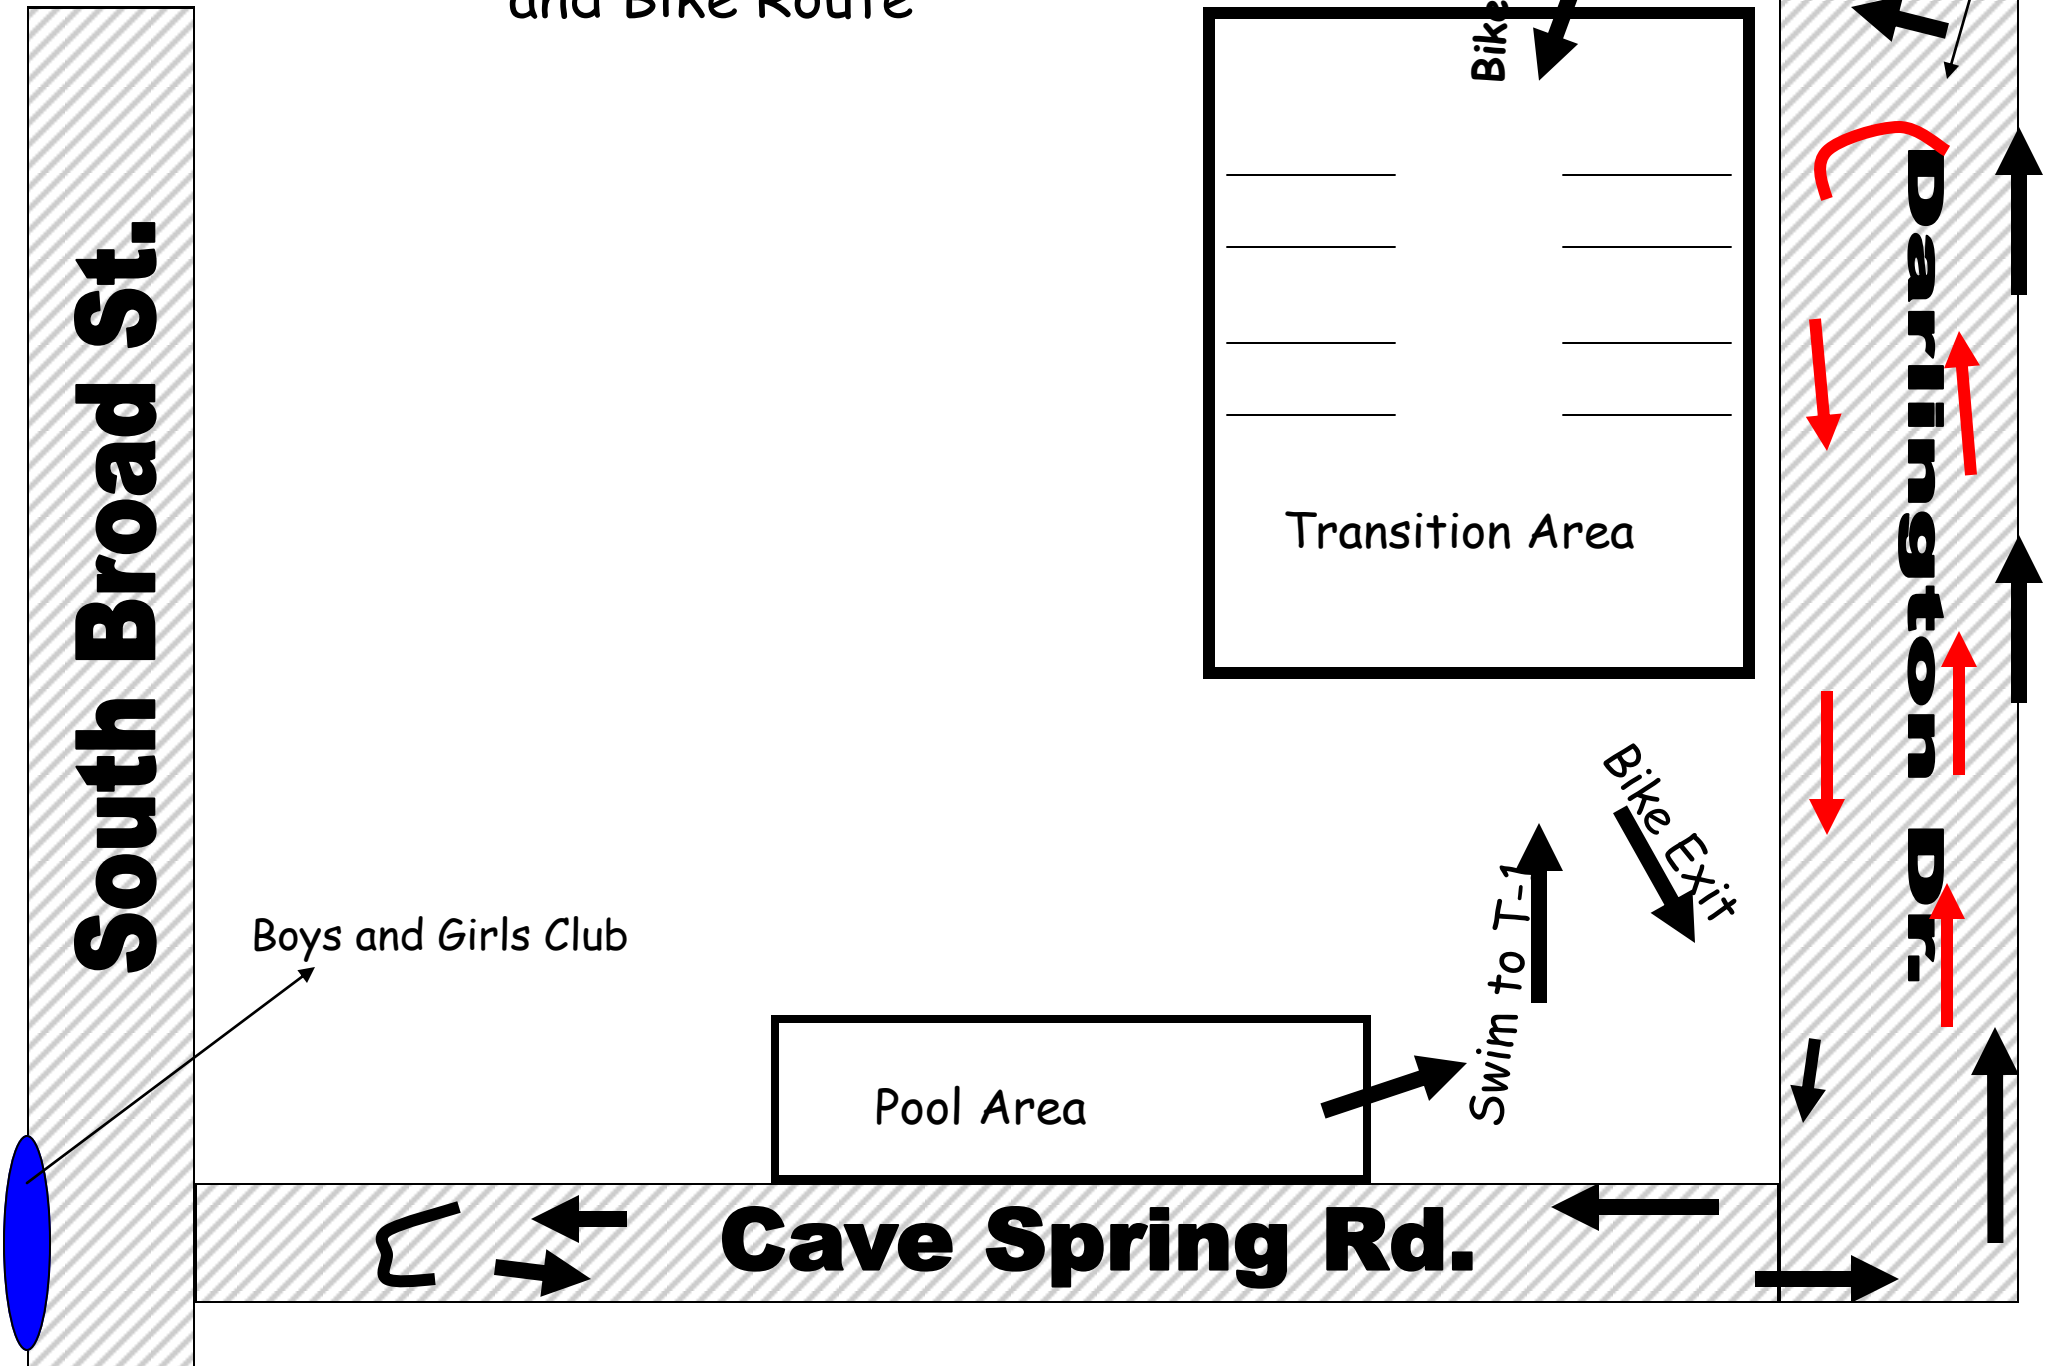 and Bike Route
Bike
South Broad St.
Darlington Dr.
Transition Area
Bike Exit
Swim to T-1
Boys and Girls Club
Pool Area
Cave Spring Rd.